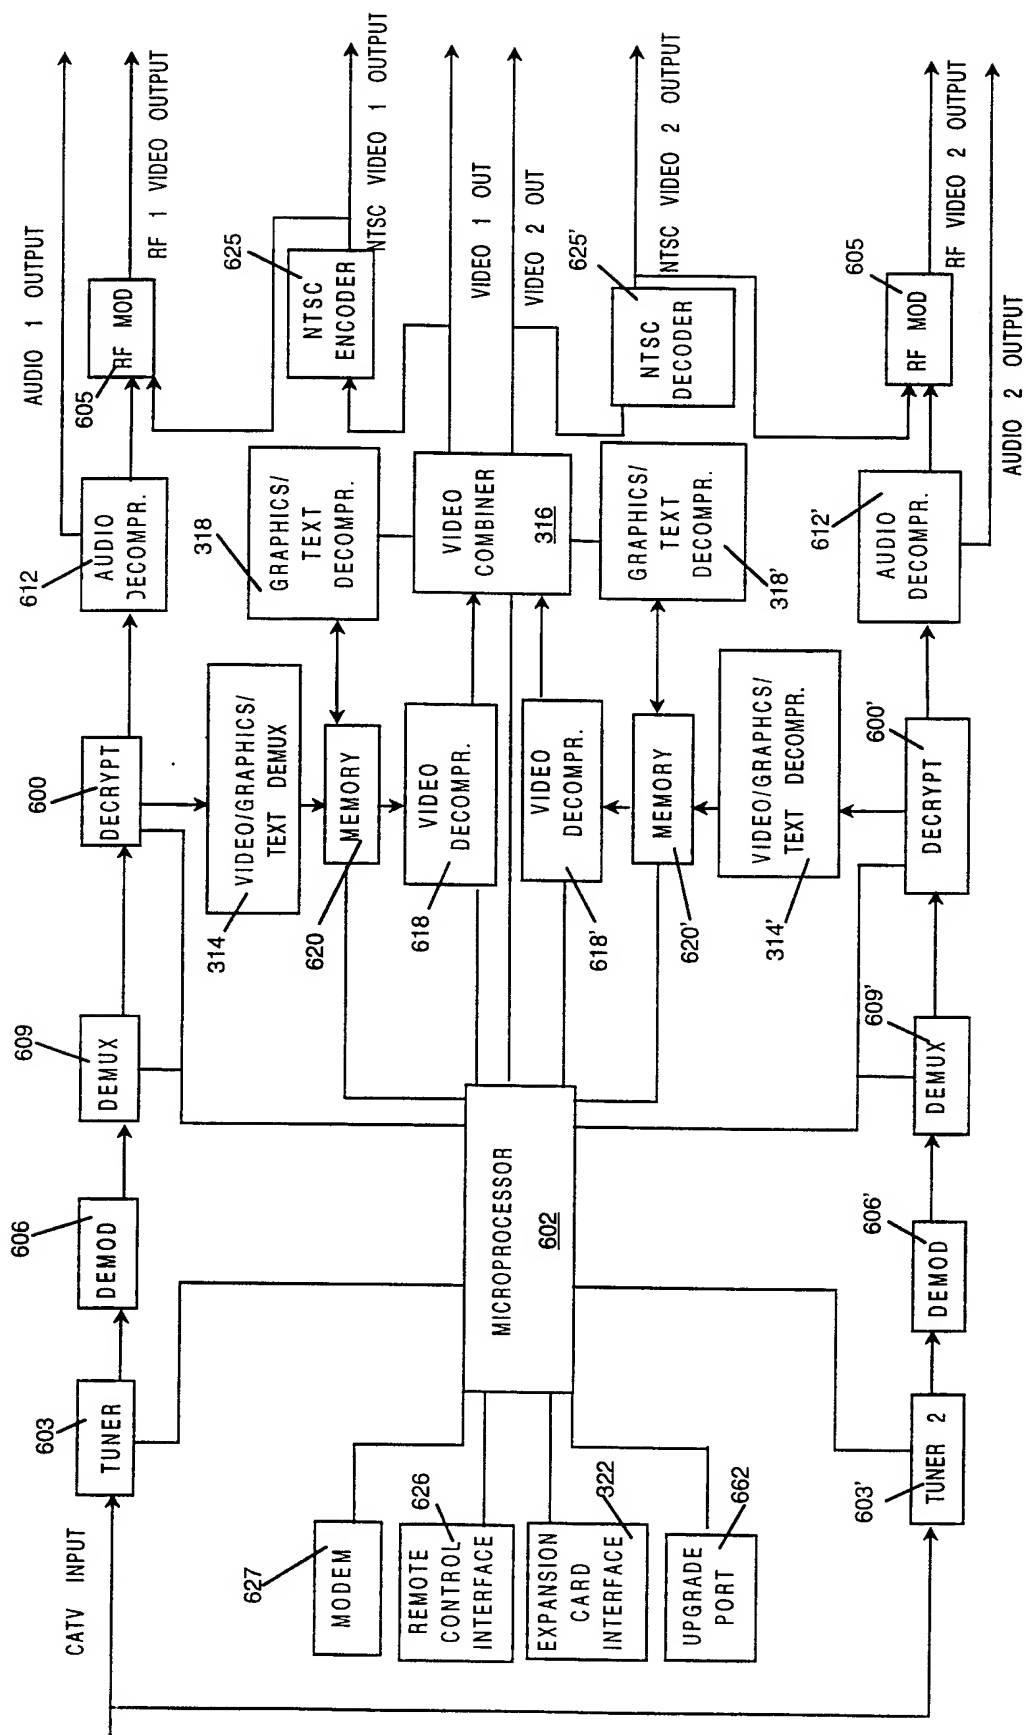 CATV INPUT
603
TUNER
606
DEMOD
609
DEMUX
600
DECRYPT
612
AUDIO
DECOMPR.
605
RF MOD
AUDIO 1 OUTPUT
RF 1 VIDEO OUTPUT
314
VIDEO/GRAPHICS/
TEXT DEMUX
318
GRAPHICS/
TEXT
DECOMPR.
625
NTSC
ENCODER
NTSC VIDEO 1 OUTPUT
620
MEMORY
618
VIDEO
DECOMPR.
VIDEO
COMBINER
316
VIDEO 1 OUT
VIDEO 2 OUT
627
MODEM
626
REMOTE
CONTROL
INTERFACE
322
EXPANSION
CARD
INTERFACE
662
UPGRADE
PORT
MICROPROCESSOR
602
618'
VIDEO
DECOMPR.
620'
MEMORY
318'
GRAPHICS/
TEXT
DECOMPR.
625'
NTSC
DECODER
NTSC VIDEO 2 OUTPUT
314'
VIDEO/GRAPHCS/
TEXT DECOMPR.
603'
TUNER 2
606'
DEMOD
609'
DEMUX
600'
DECRYPT
612'
AUDIO
DECOMPR.
605
RF MOD
RF VIDEO 2 OUTPUT
AUDIO 2 OUTPUT